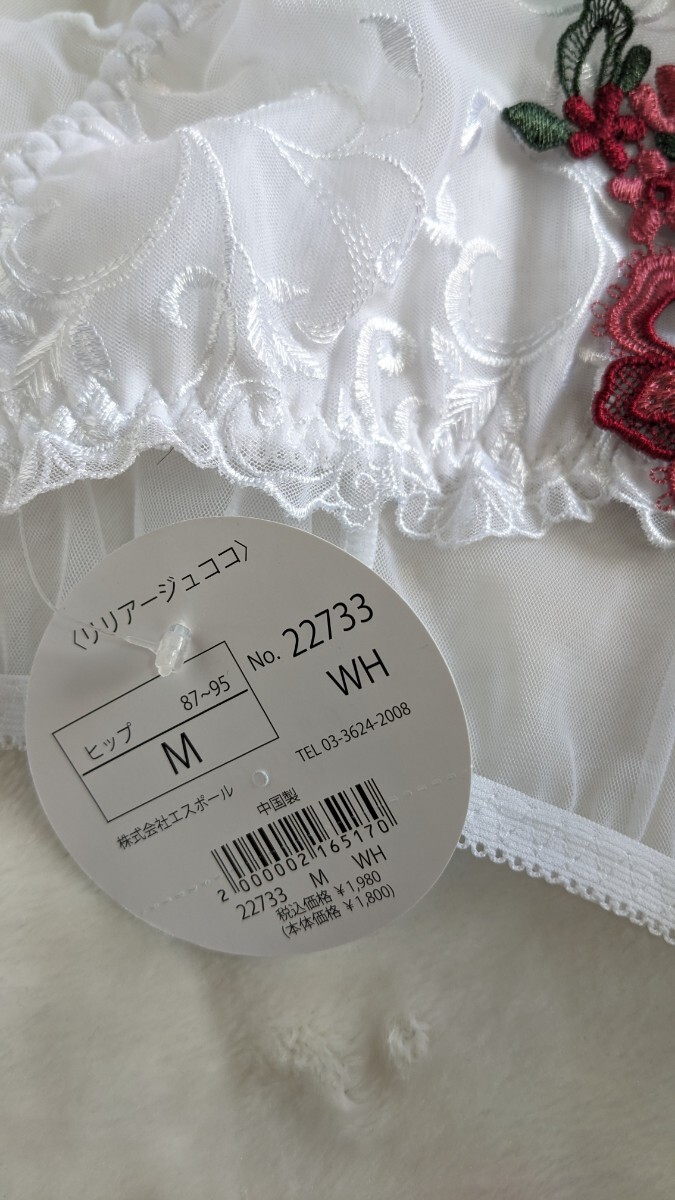 〈リリアージュココ〉
No. 22733
WH
ヒップ 87~95
M
TEL 03-3624-2008
株式会社エスポール
中国製
2 000002 165170
22733 M WH
税込価格 ¥1,980
(本体価格 ¥1,800)